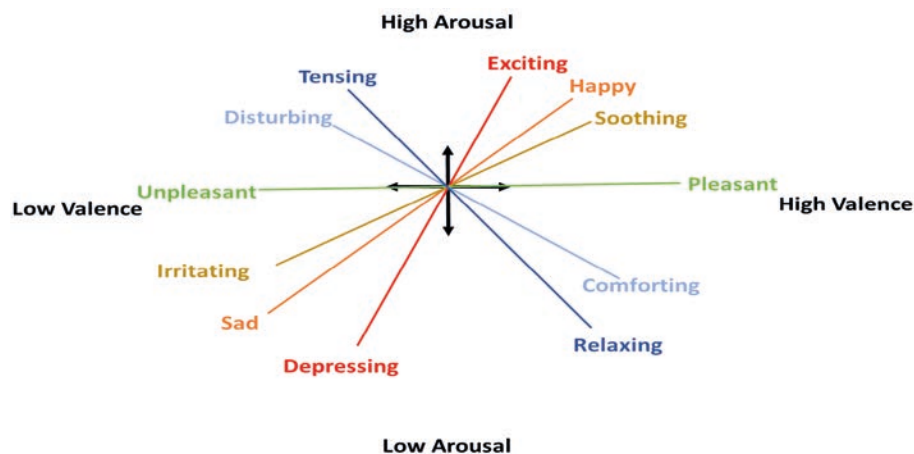 High Arousal
Exciting
Tensing
Happy
Disturbing
Soothing
Unpleasant
Pleasant
Low Valence
High Valence
Irritating
Comforting
Sad
Relaxing
Depressing
Low Arousal